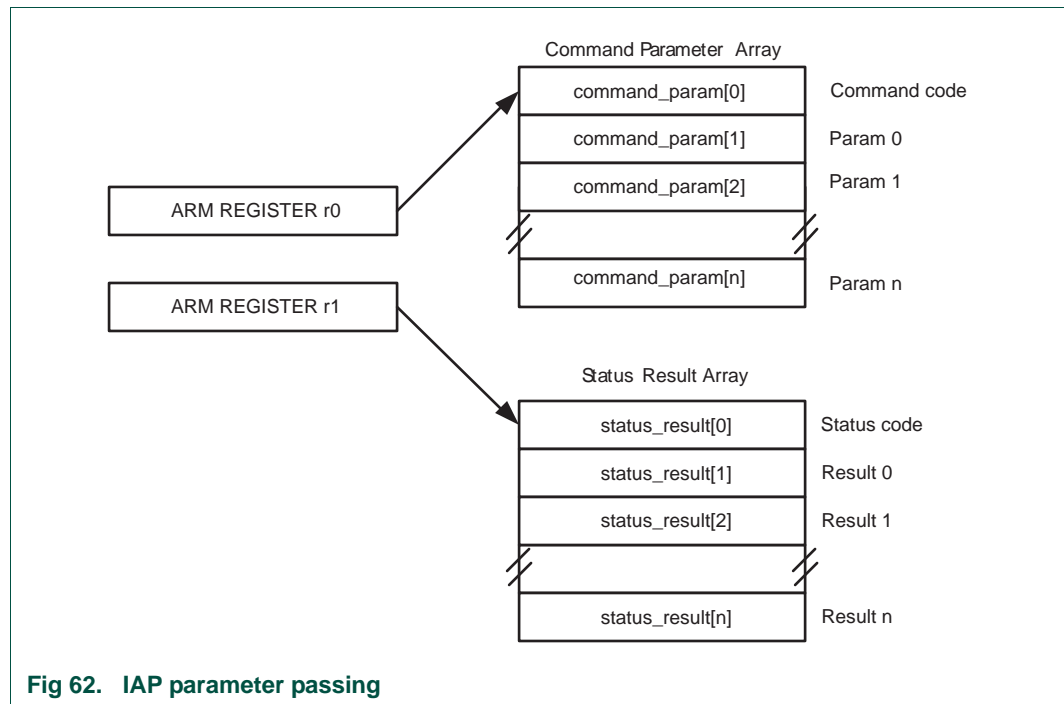 Command Parameter Array
command_param[0] Command code
command_param[1] Param 0
command_param[2] Param 1
ARM REGISTER r0
command_param[n] Param n
ARM REGISTER r1
Status Result Array
status_result[0] Status code
status_result[1] Result 0
status_result[2] Result 1
status_result[n] Result n
Fig 62. IAP parameter passing